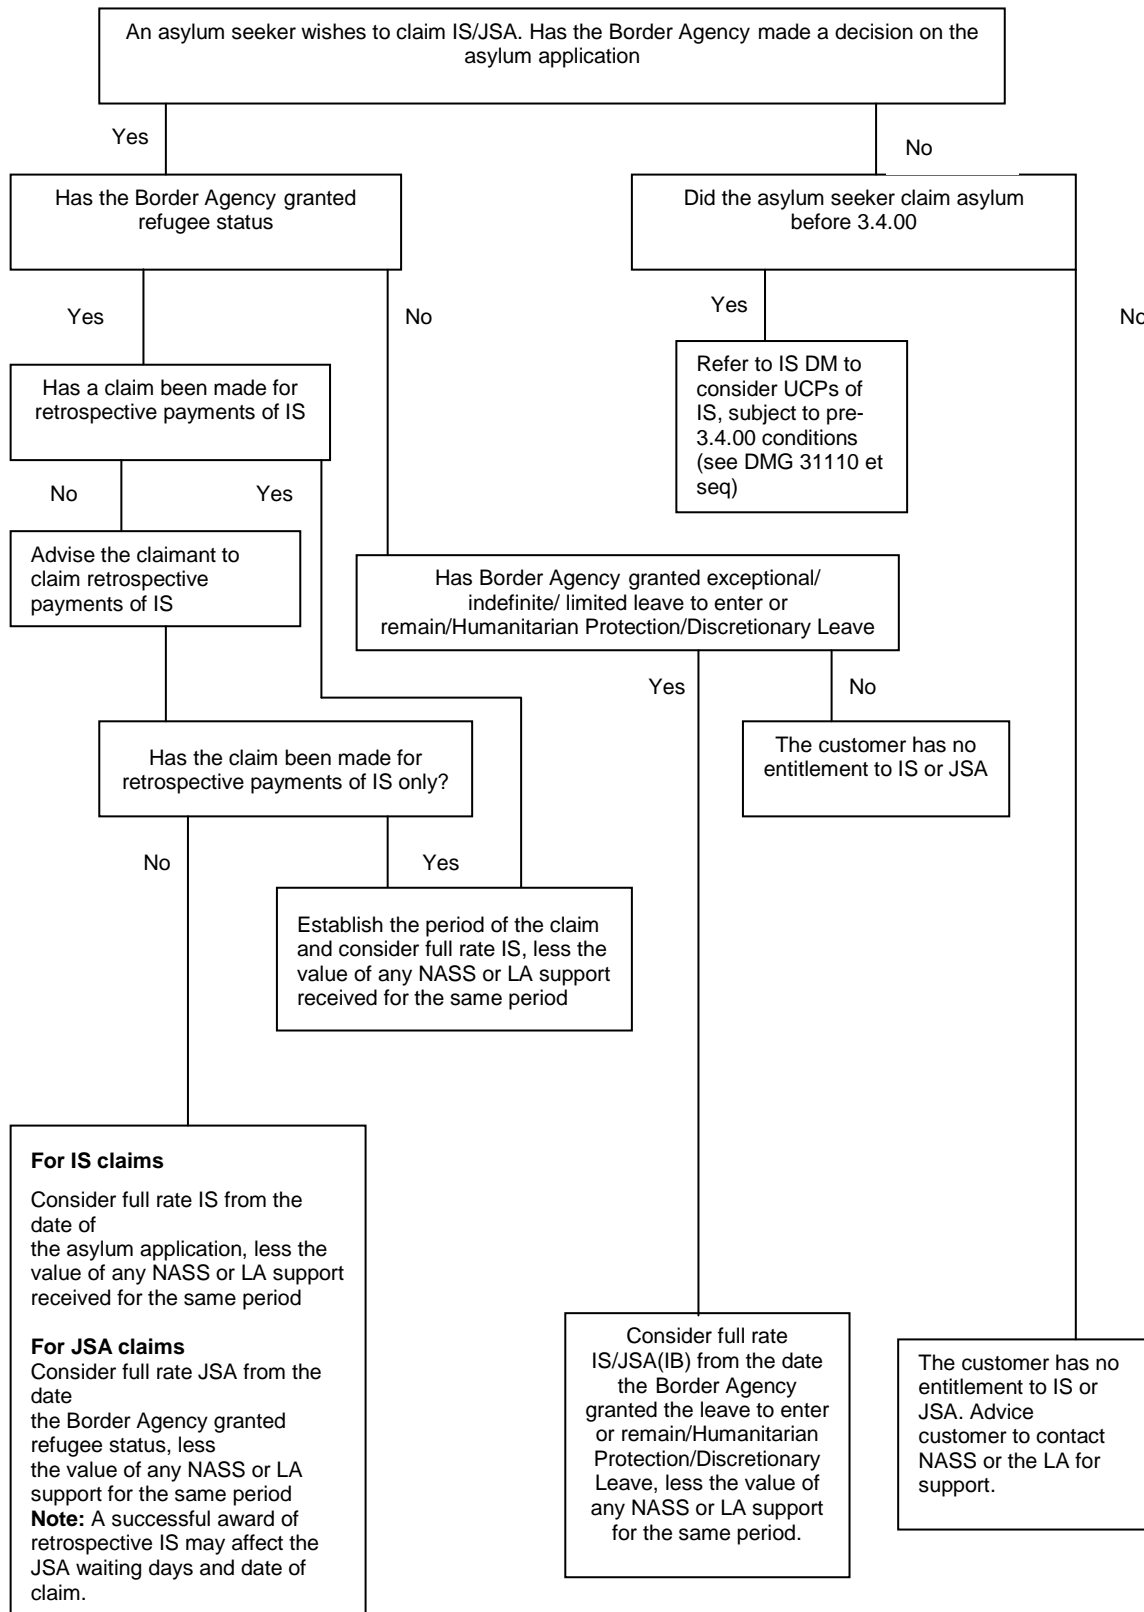 An asylum seeker wishes to claim IS/JSA. Has the Border Agency made a decision on the
asylum application
Yes
No
Has the Border Agency granted
refugee status
Did the asylum seeker claim asylum
before 3.4.00
Yes
No
Yes
No
Has a claim been made for
retrospective payments of IS
Refer to IS DM to
consider UCPs of
IS, subject to pre-
3.4.00 conditions
(see DMG 31110 et
seq)
No
Yes
Advise the claimant to
claim retrospective
payments of IS
Has Border Agency granted exceptional/
indefinite/ limited leave to enter or
remain/Humanitarian Protection/Discretionary Leave
Yes
No
Has the claim been made for
retrospective payments of IS only?
The customer has no
entitlement to IS or JSA
No
Yes
Establish the period of the claim
and consider full rate IS, less the
value of any NASS or LA support
received for the same period
For IS claims
Consider full rate IS from the
date of
the asylum application, less the
value of any NASS or LA support
received for the same period
For JSA claims
Consider full rate JSA from the
date
the Border Agency granted
refugee status, less
the value of any NASS or LA
support for the same period
Note: A successful award of
retrospective IS may affect the
JSA waiting days and date of
claim.
Consider full rate
IS/JSA(IB) from the date
the Border Agency
granted the leave to enter
or remain/Humanitarian
Protection/Discretionary
Leave, less the value of
any NASS or LA support
for the same period.
The customer has no
entitlement to IS or
JSA. Advice
customer to contact
NASS or the LA for
support.